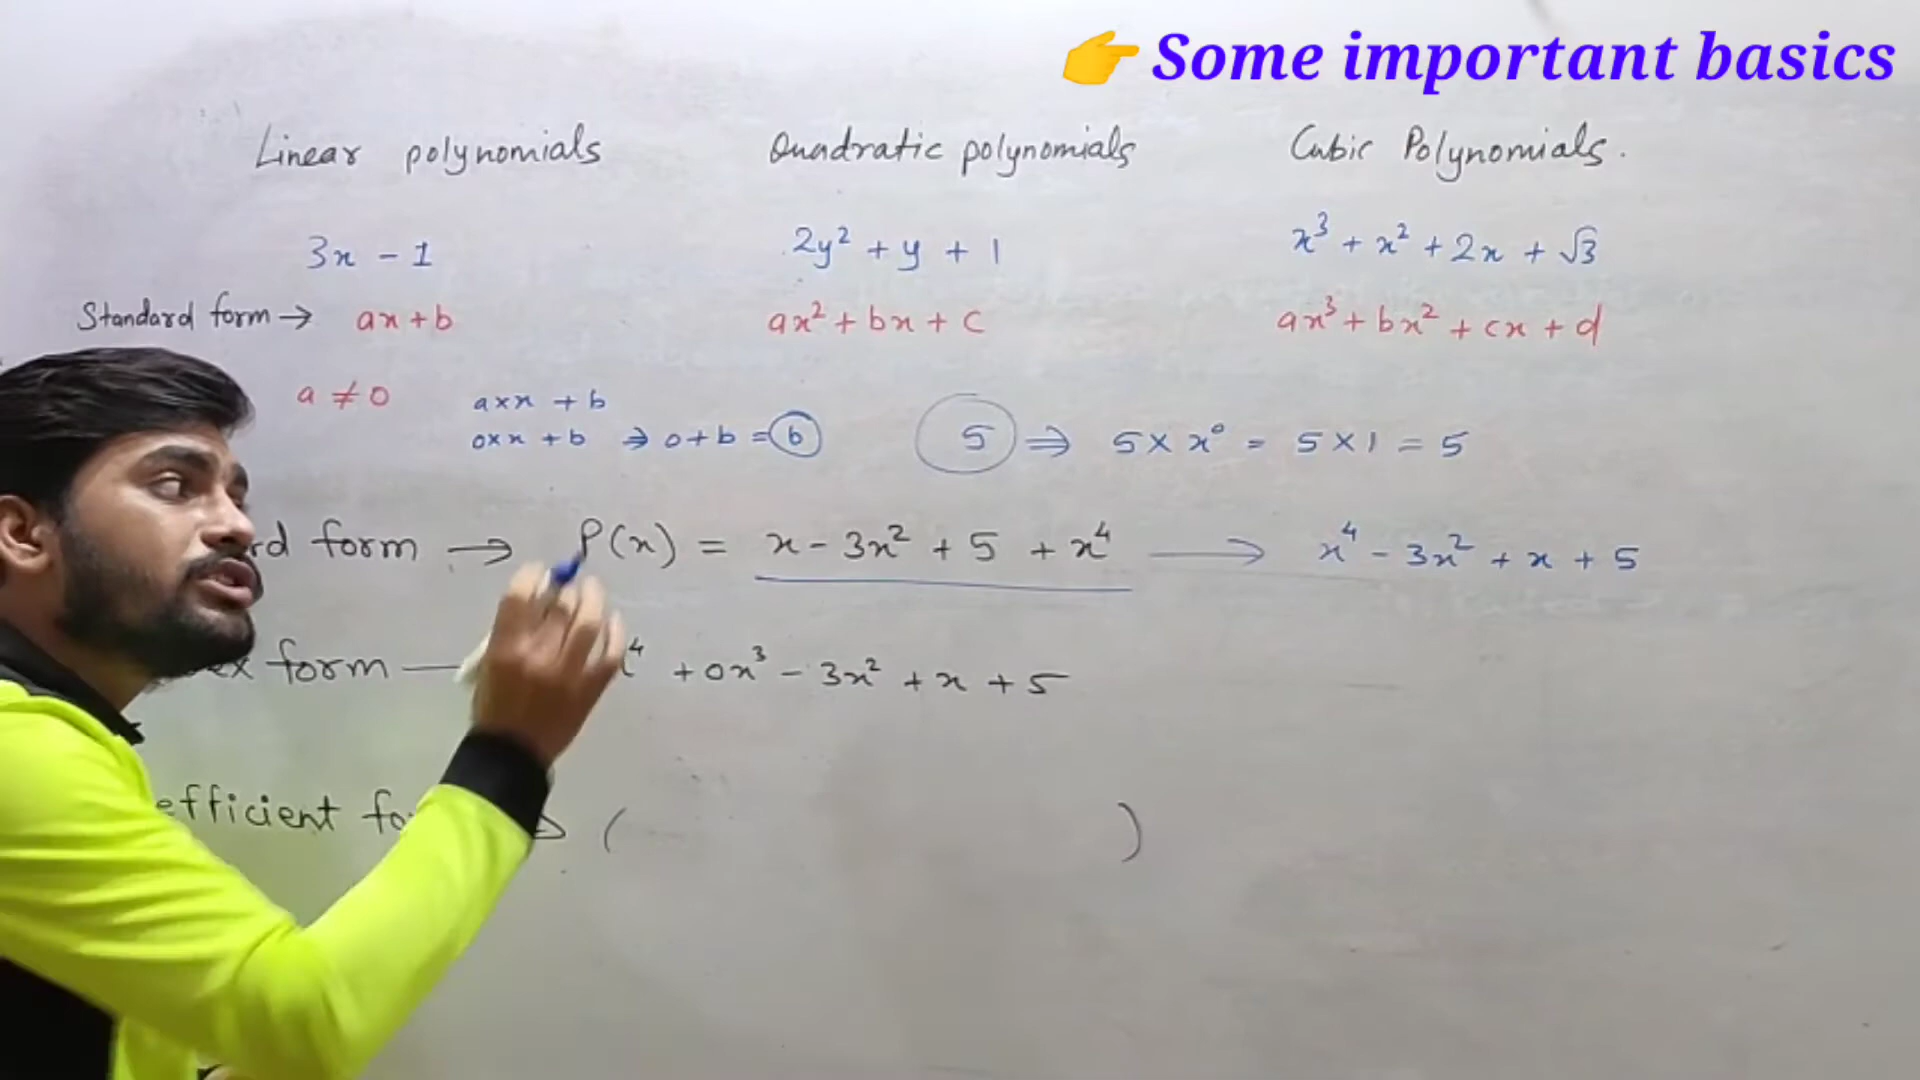 👉 Some important basics
Linear polynomials
Quadratic polynomials
Cubic Polynomials.
3x - 1
2y² + y + 1
x³ + x² + 2x + √3
Standard form → ax + b
ax² + bx + c
ax³ + bx² + cx + d
a ≠ 0
a×x + b
0×x + b ⇒ 0 + b = b
5 ⇒ 5 × x⁰ = 5 × 1 = 5
rd form → P(x) = x - 3x² + 5 + x⁴ → x⁴ - 3x² + x + 5
ex form — x⁴ + 0x³ - 3x² + x + 5
efficient fo ( )